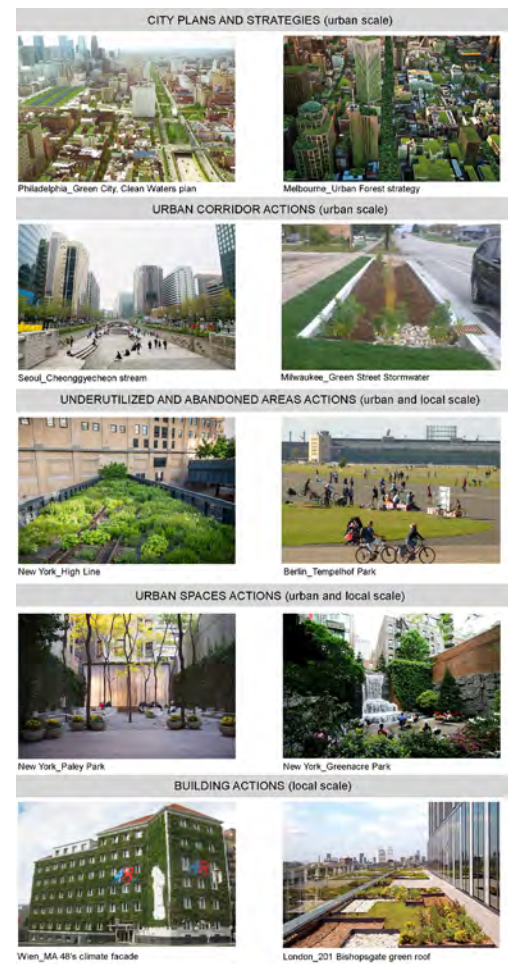 CITY PLANS AND STRATEGIES (urban scale)
Philadelphia_Green City, Clean Waters plan
Melbourne_Urban Forest strategy
URBAN CORRIDOR ACTIONS (urban scale)
Seoul_Cheonggyecheon stream
Milwaukee_Green Street Stormwater
UNDERUTILIZED AND ABANDONED AREAS ACTIONS (urban and local scale)
New York_High Line
Berlin_Tempelhof Park
URBAN SPACES ACTIONS (urban and local scale)
New York_Paley Park
New York_Greenacre Park
BUILDING ACTIONS (local scale)
48
48
Wien_MA 48's climate facade
London_201 Bishopsgate green roof